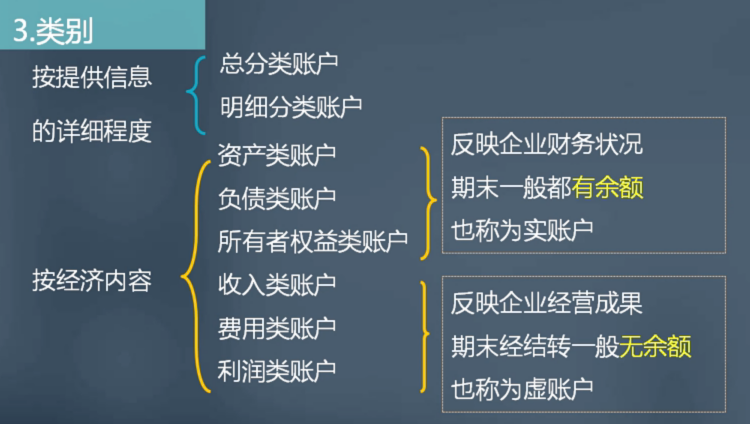 3.类别
按提供信息
的详细程度
总分类账户
明细分类账户
按经济内容
资产类账户
负债类账户
所有者权益类账户
收入类账户
费用类账户
利润类账户
反映企业财务状况
期末一般都有余额
也称为实账户
反映企业经营成果
期末经结转一般无余额
也称为虚账户